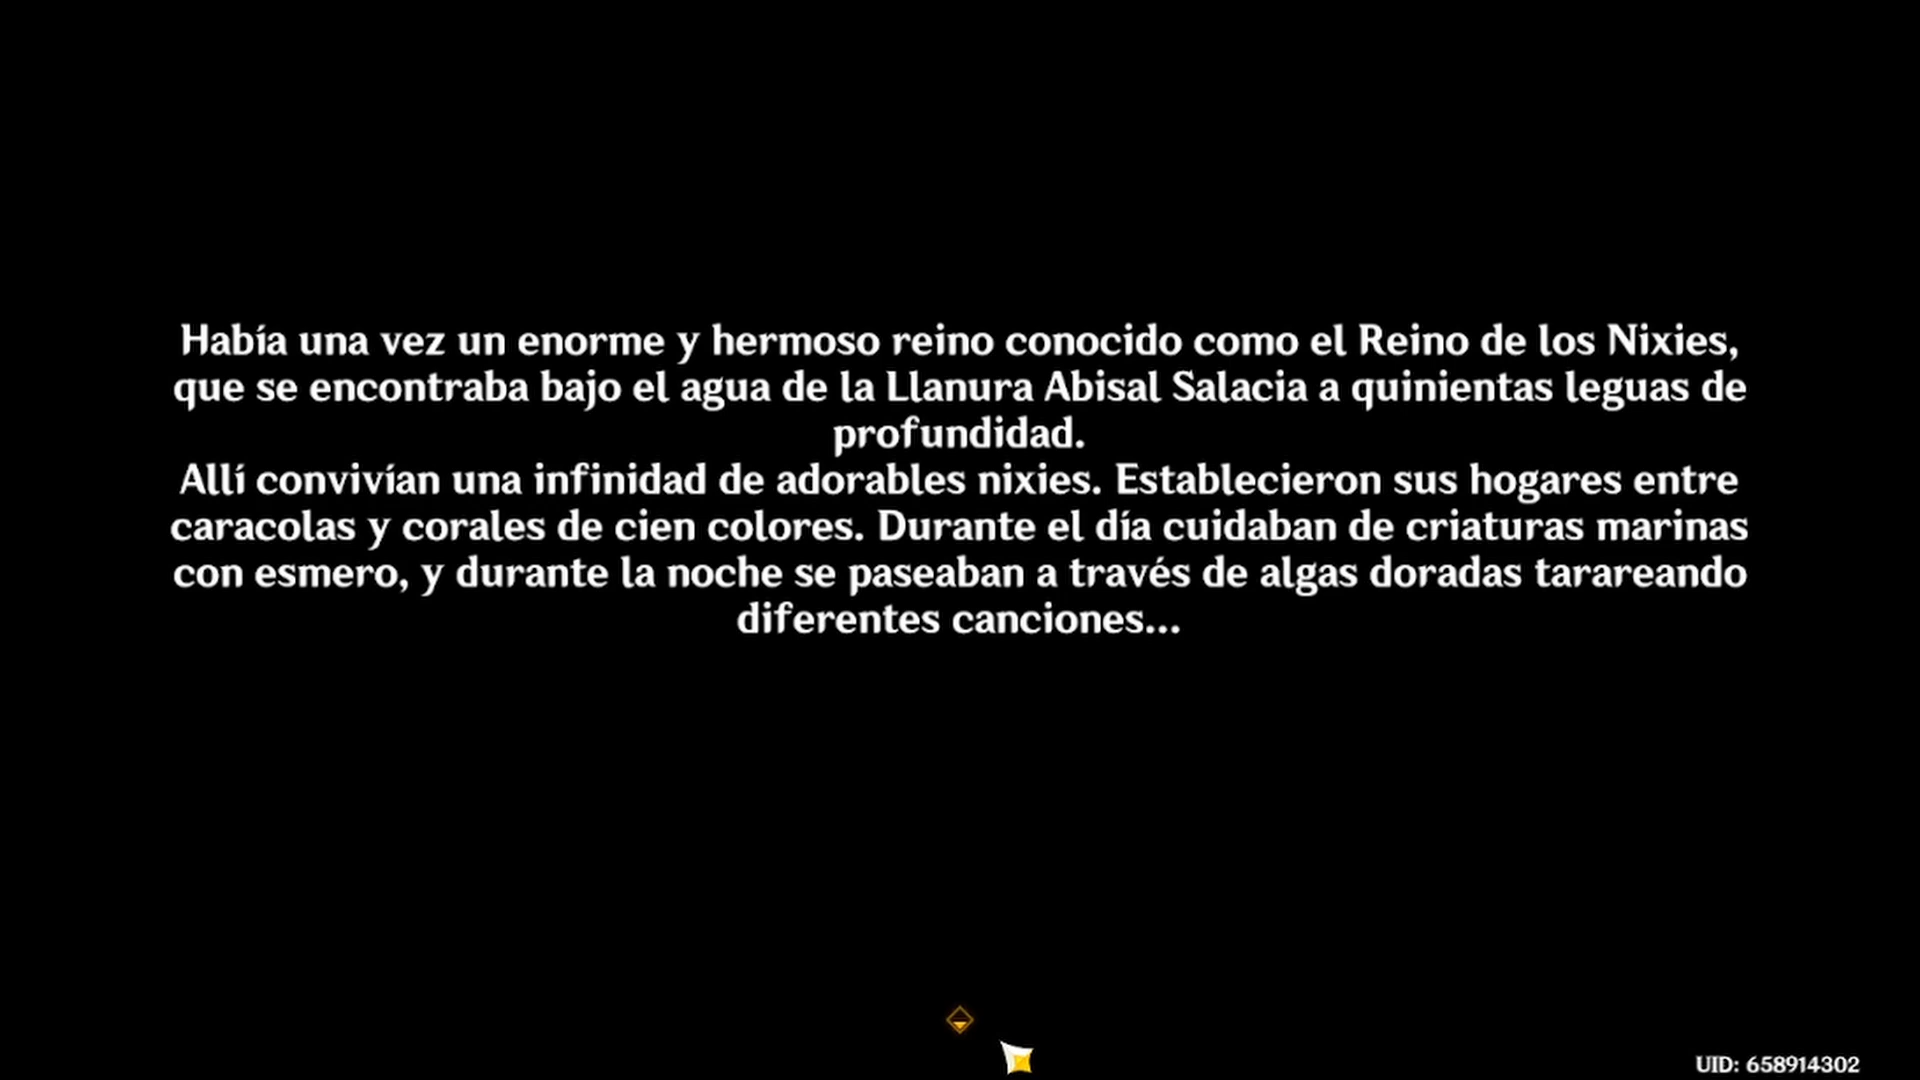 Había una vez un enorme y hermoso reino conocido como el Reino de los Nixies,
que se encontraba bajo el agua de la Llanura Abisal Salacia a quinientas leguas de
profundidad.
Allí convivían una infinidad de adorables nixies. Establecieron sus hogares entre
caracolas y corales de cien colores. Durante el día cuidaban de criaturas marinas
con esmero, y durante la noche se paseaban a través de algas doradas tarareando
diferentes canciones...
UID: 658914302